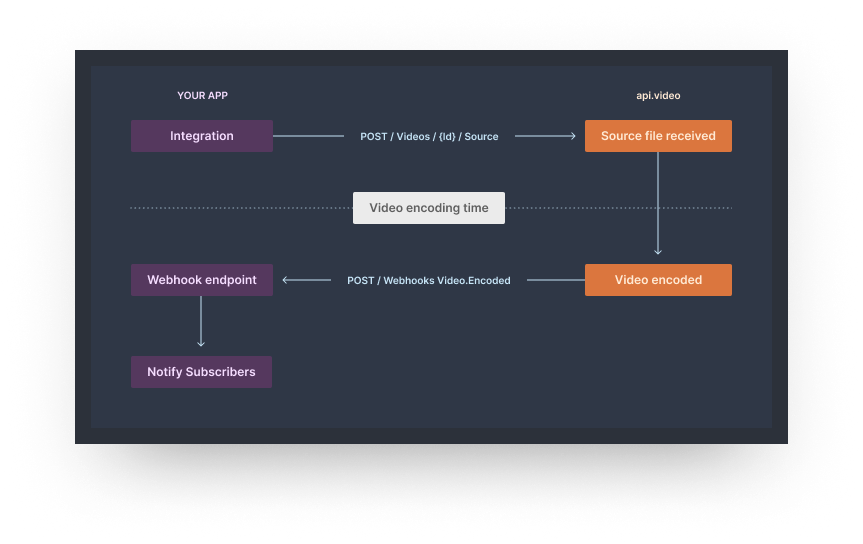 YOUR APP
api.video
Integration
POST / Videos / {Id} / Source
Source file received
Video encoding time
Webhook endpoint
POST / Webhooks Video.Encoded
Video encoded
Notify Subscribers